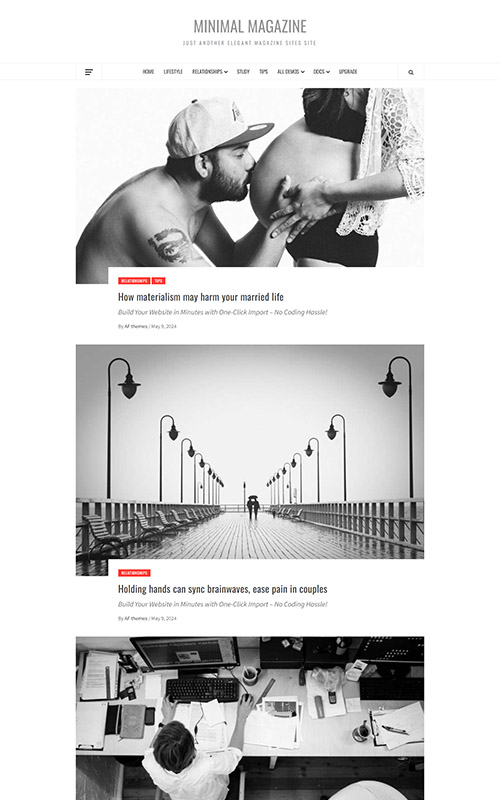 MINIMAL MAGAZINE
JUST ANOTHER ELEGANT MAGAZINE SITES SITE
HOME LIFESTYLE RELATIONSHIPS STUDY TIPS ALL DEMOS DOCS UPGRADE
RELATIONSHIPS TIPS
How materialism may harm your married life
Build Your Website in Minutes with One-Click Import – No Coding Hassle!
By AF themes / May 9, 2024
RELATIONSHIPS
Holding hands can sync brainwaves, ease pain in couples
Build Your Website in Minutes with One-Click Import – No Coding Hassle!
By AF themes / May 9, 2024